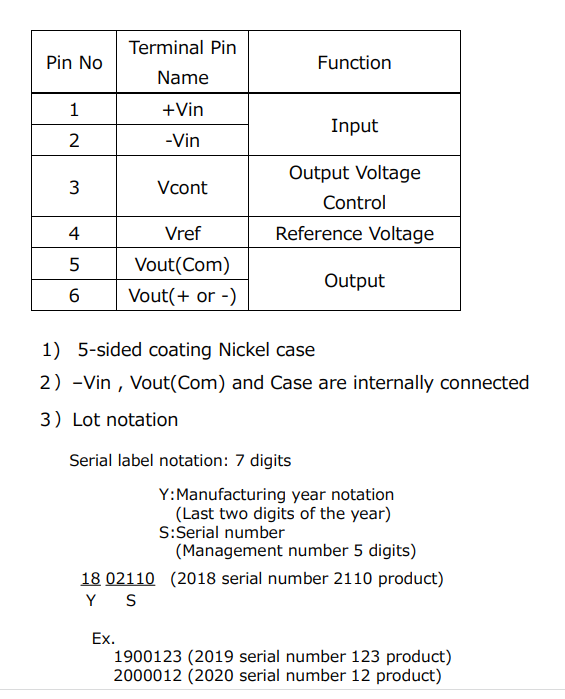 Pin No Terminal Pin Name Function
1 +Vin Input
2 -Vin
3 Vcont Output Voltage Control
4 Vref Reference Voltage
5 Vout(Com) Output
6 Vout(+ or -)
1) 5-sided coating Nickel case
2）–Vin , Vout(Com) and Case are internally connected
3）Lot notation
Serial label notation: 7 digits
Y:Manufacturing year notation
(Last two digits of the year)
S:Serial number
(Management number 5 digits)
18 02110 (2018 serial number 2110 product)
Y S
Ex.
1900123 (2019 serial number 123 product)
2000012 (2020 serial number 12 product)